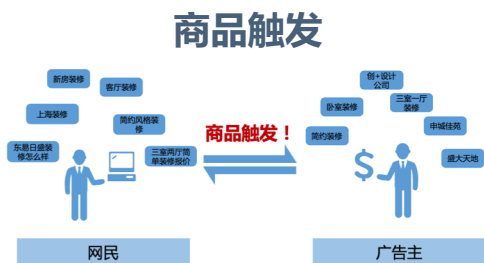 商品触发
新房装修
客厅装修
上海装修
简约风格装
修
东易日盛装
修怎么样
三室两厅简
单装修报价
商品触发！
创+设计
公司
三室一厅
装修
卧室装修
申城佳苑
简约装修
盛大天地
$
网民
广告主